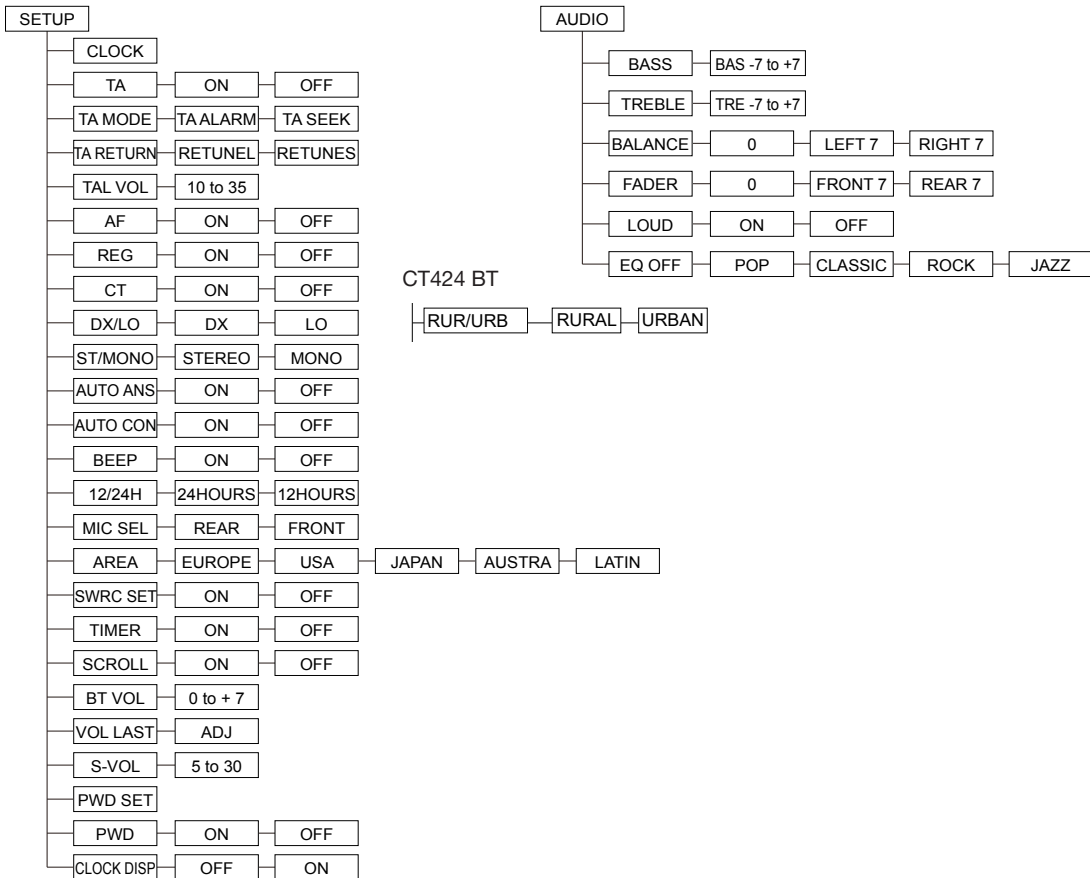 SETUP
CLOCK
TA ON OFF
TA MODE TA ALARM TA SEEK
TA RETURN RETUNEL RETUNES
TAL VOL 10 to 35
AF ON OFF
REG ON OFF
CT ON OFF
DX/LO DX LO
ST/MONO STEREO MONO
AUTO ANS ON OFF
AUTO CON ON OFF
BEEP ON OFF
12/24H 24HOURS 12HOURS
MIC SEL REAR FRONT
AREA EUROPE USA JAPAN AUSTRA LATIN
SWRC SET ON OFF
TIMER ON OFF
SCROLL ON OFF
BT VOL 0 to + 7
VOL LAST ADJ
S-VOL 5 to 30
PWD SET
PWD ON OFF
CLOCK DISP OFF ON
AUDIO
BASS BAS -7 to +7
TREBLE TRE -7 to +7
BALANCE 0 LEFT 7 RIGHT 7
FADER 0 FRONT 7 REAR 7
LOUD ON OFF
EQ OFF POP CLASSIC ROCK JAZZ
CT424 BT
RUR/URB RURAL URBAN